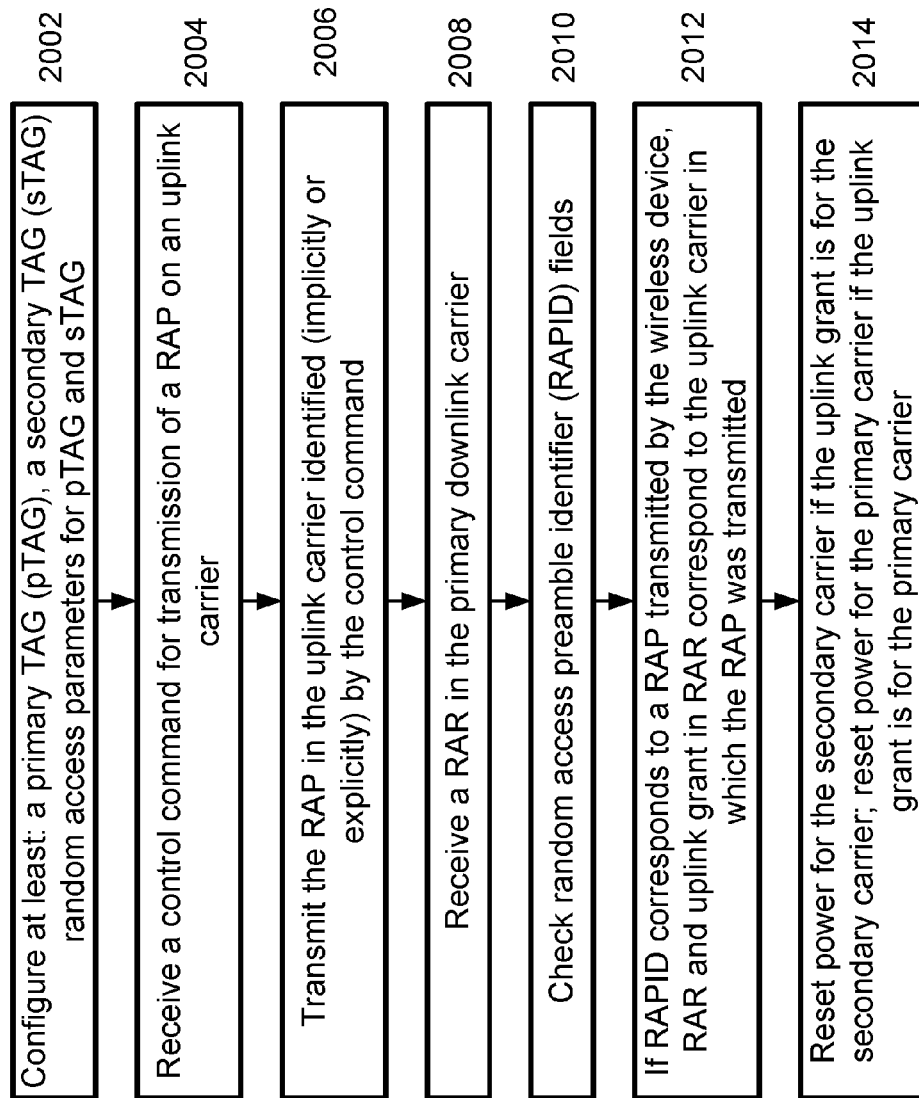 Configure at least: a primary TAG (pTAG), a secondary TAG (sTAG)
random access parameters for pTAG and sTAG
2002
Receive a control command for transmission of a RAP on an uplink
carrier
2004
Transmit the RAP in the uplink carrier identified (implicitly or
explicitly) by the control command
2006
Receive a RAR in the primary downlink carrier
2008
Check random access preamble identifier (RAPID) fields
2010
If RAPID corresponds to a RAP transmitted by the wireless device,
RAR and uplink grant in RAR correspond to the uplink carrier in
which the RAP was transmitted
2012
Reset power for the secondary carrier if the uplink grant is for the
secondary carrier; reset power for the primary carrier if the uplink
grant is for the primary carrier
2014